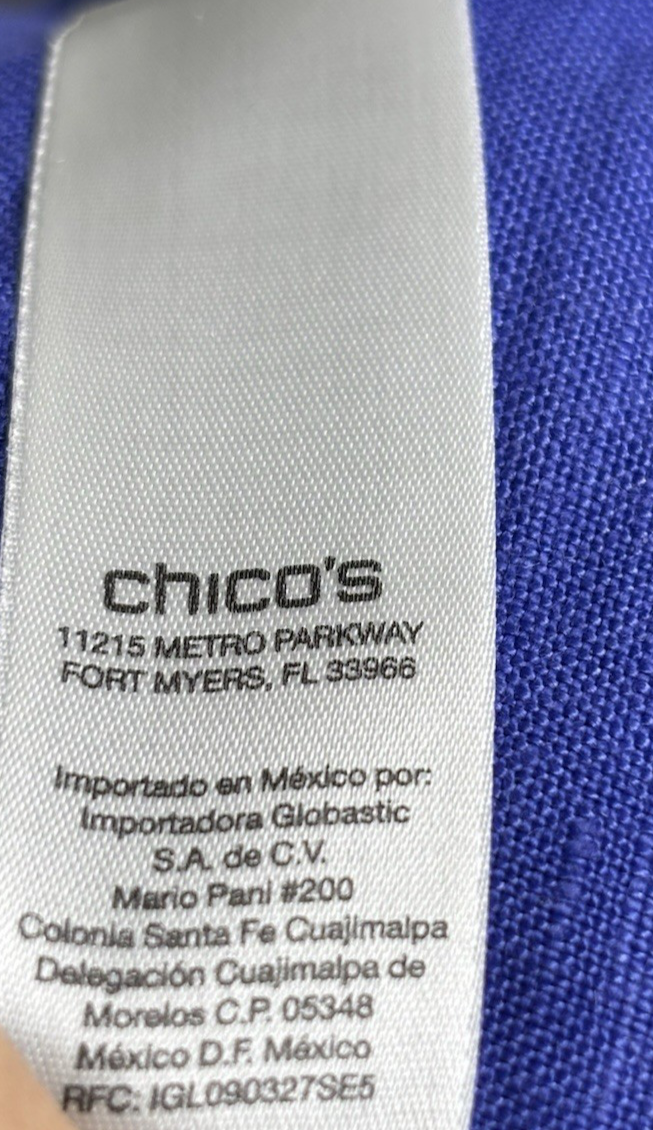 chico's
11215 METRO PARKWAY
FORT MYERS, FL 33966
Importado en México por:
Importadora Globastic
S.A. de C.V.
Mario Pani #200
Colonia Santa Fe Cuajimalpa
Delegación Cuajimalpa de
Morelos C.P. 05348
México D.F. México
RFC: IGL090327SE5